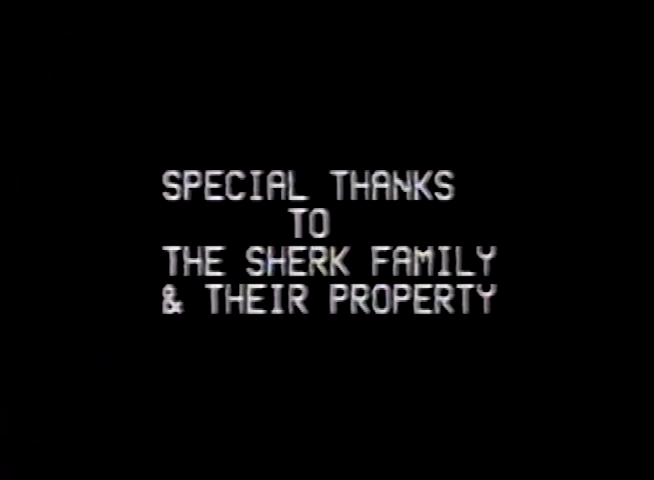 SPECIAL THANKS
TO
THE SHERK FAMILY
& THEIR PROPERTY